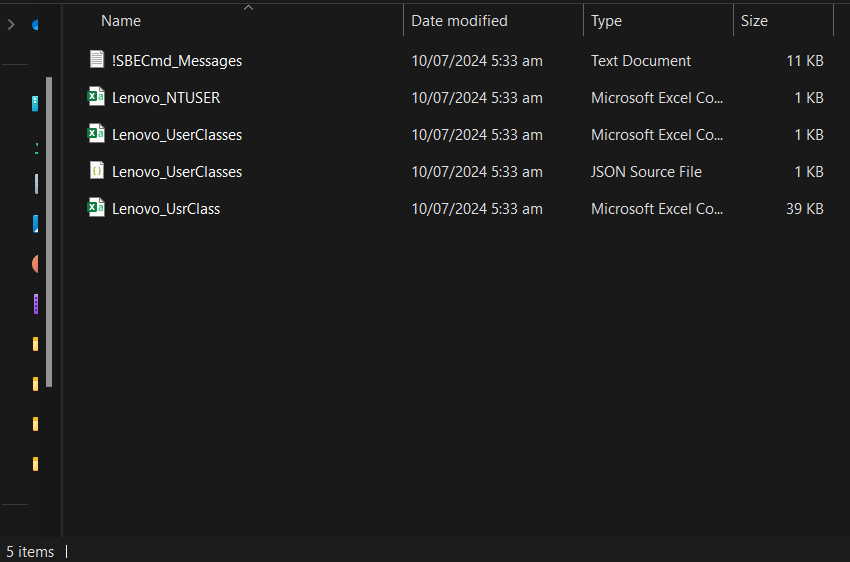 Name Date modified Type Size
!SBECmd_Messages 10/07/2024 5:33 am Text Document 11 KB
Lenovo_NTUSER 10/07/2024 5:33 am Microsoft Excel Co... 1 KB
Lenovo_UserClasses 10/07/2024 5:33 am Microsoft Excel Co... 1 KB
Lenovo_UserClasses 10/07/2024 5:33 am JSON Source File 1 KB
Lenovo_UsrClass 10/07/2024 5:33 am Microsoft Excel Co... 39 KB
5 items